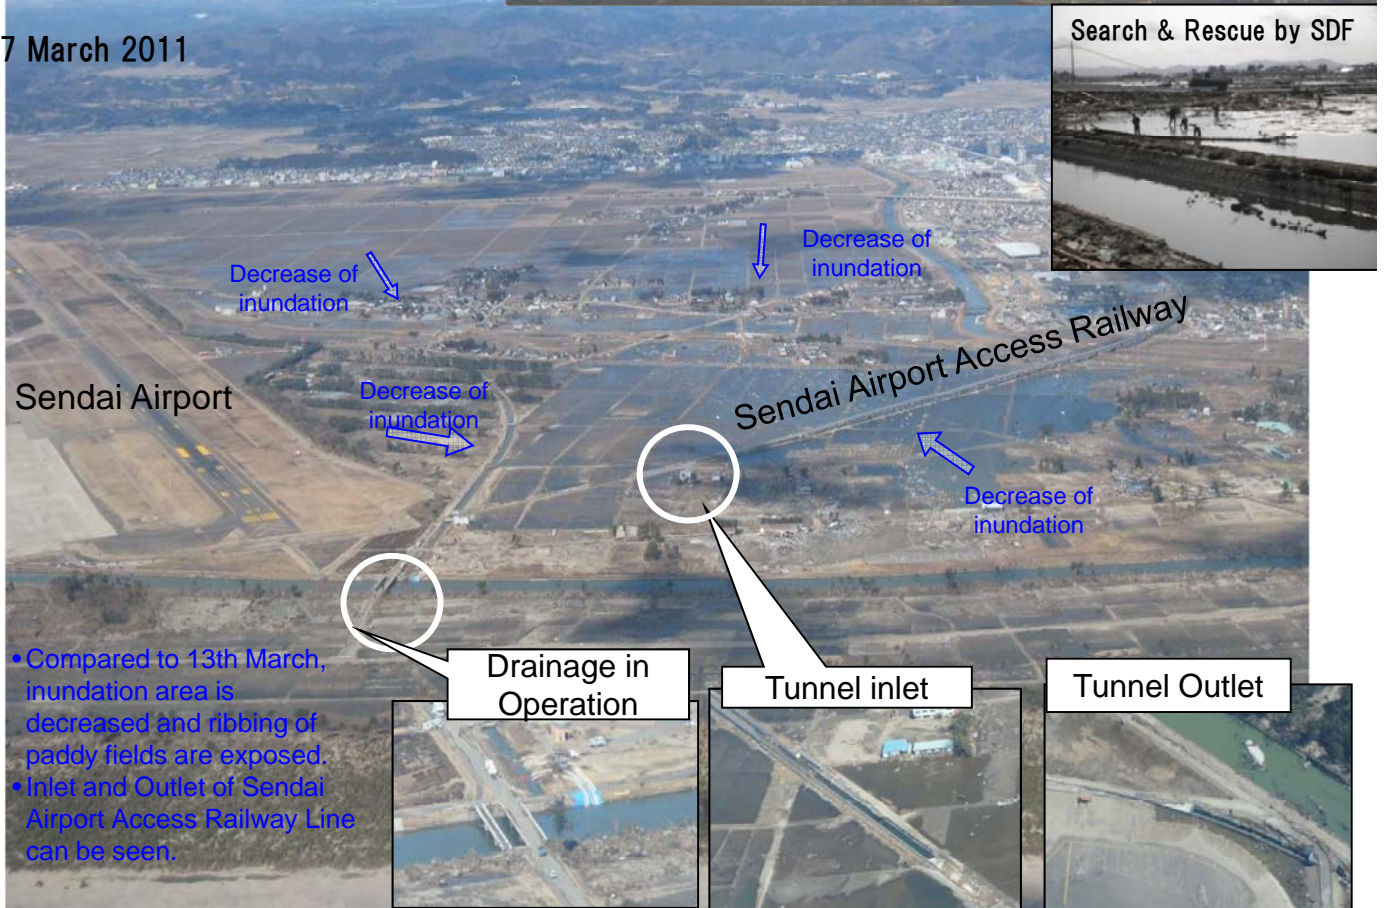 7 March 2011
Search & Rescue by SDF
Decrease of
inundation
Decrease of
inundation
Sendai Airport Access Railway
Sendai Airport
Decrease of
inundation
Decrease of
inundation
• Compared to 13th March,
inundation area is
decreased and ribbing of
paddy fields are exposed.
• Inlet and Outlet of Sendai
Airport Access Railway Line
can be seen.
Drainage in
Operation
Tunnel inlet
Tunnel Outlet